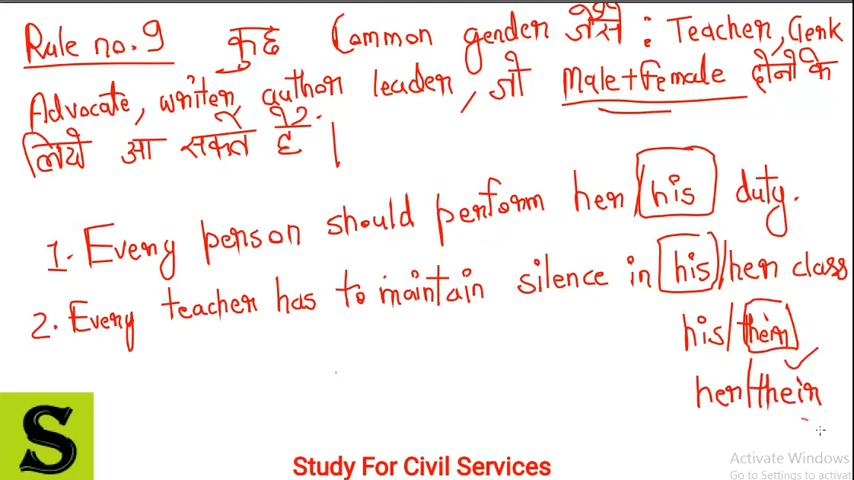 Rule no. 9 कुछ Common gender जैसे : Teacher, Clerk
Advocate, writer, author leader, जो Male+Female दोनो के
लिये आ सकते है ।
1. Every person should perform her/his duty.
2. Every teacher has to maintain silence in his/her class
his/their
her/their
S
Study For Civil Services
Activate Windows
Go to Settings to activat